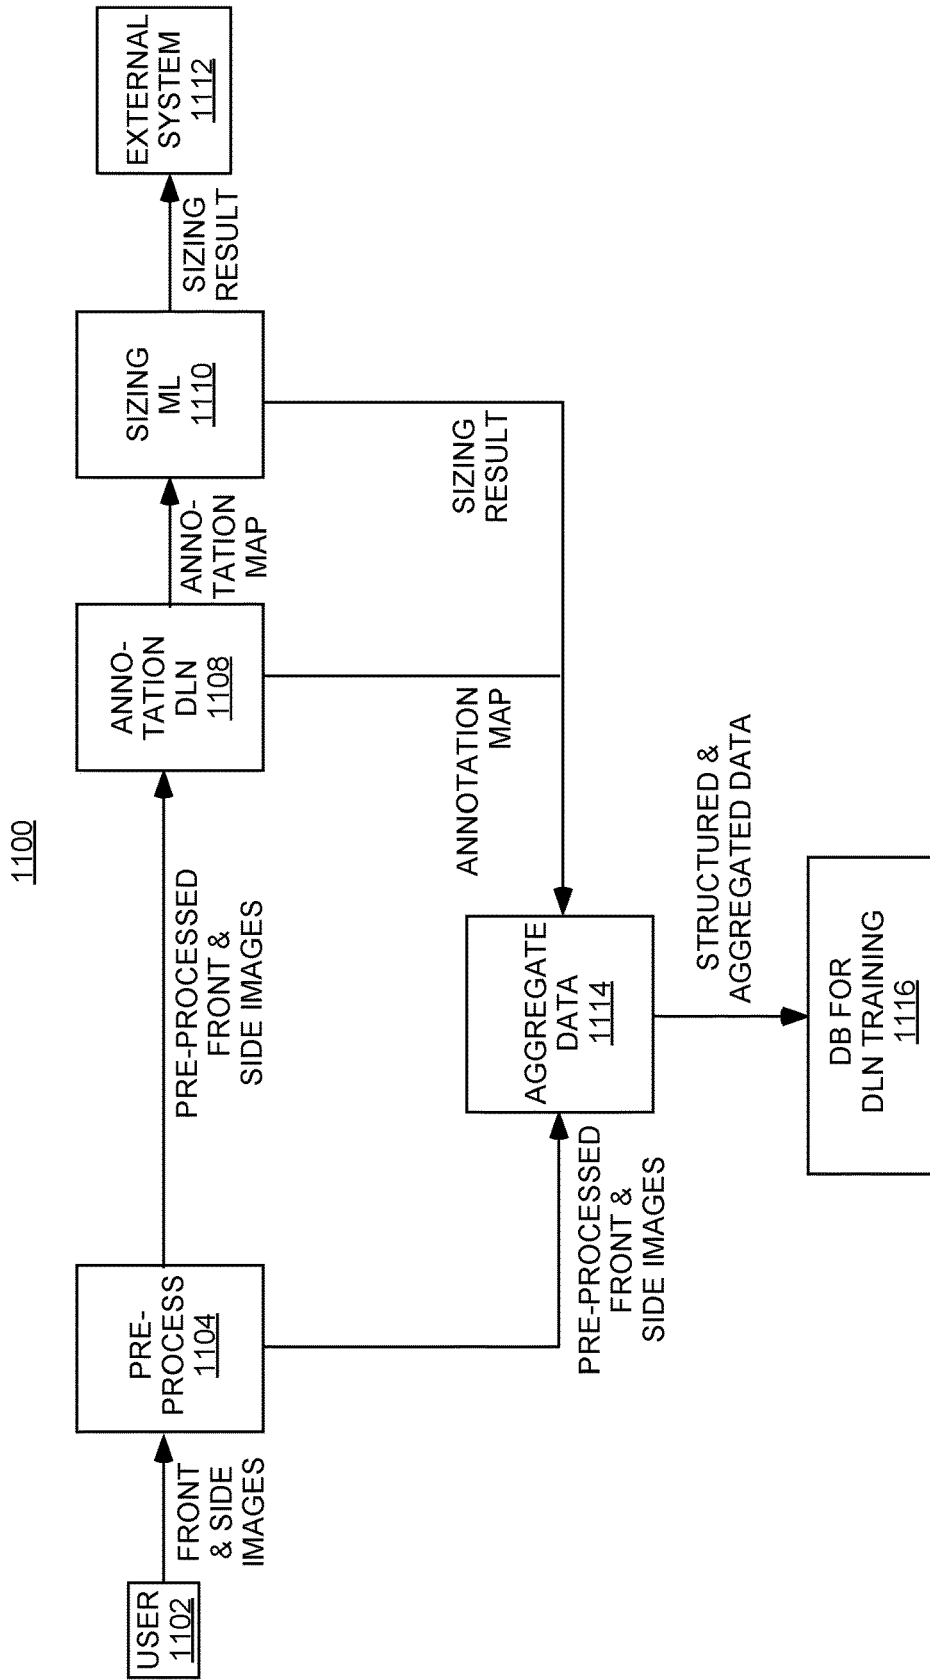 1100
USER
1102
FRONT
& SIDE
IMAGES
PRE-
PROCESS
1104
PRE-PROCESSED
FRONT &
SIDE IMAGES
ANNO-
TATION
DLN
1108
ANNO-
TATION
MAP
SIZING
ML
1110
SIZING
RESULT
EXTERNAL
SYSTEM
1112
PRE-PROCESSED
FRONT &
SIDE IMAGES
AGGREGATE
DATA
1114
ANNOTATION
MAP
SIZING
RESULT
STRUCTURED &
AGGREGATED DATA
DB FOR
DLN TRAINING
1116